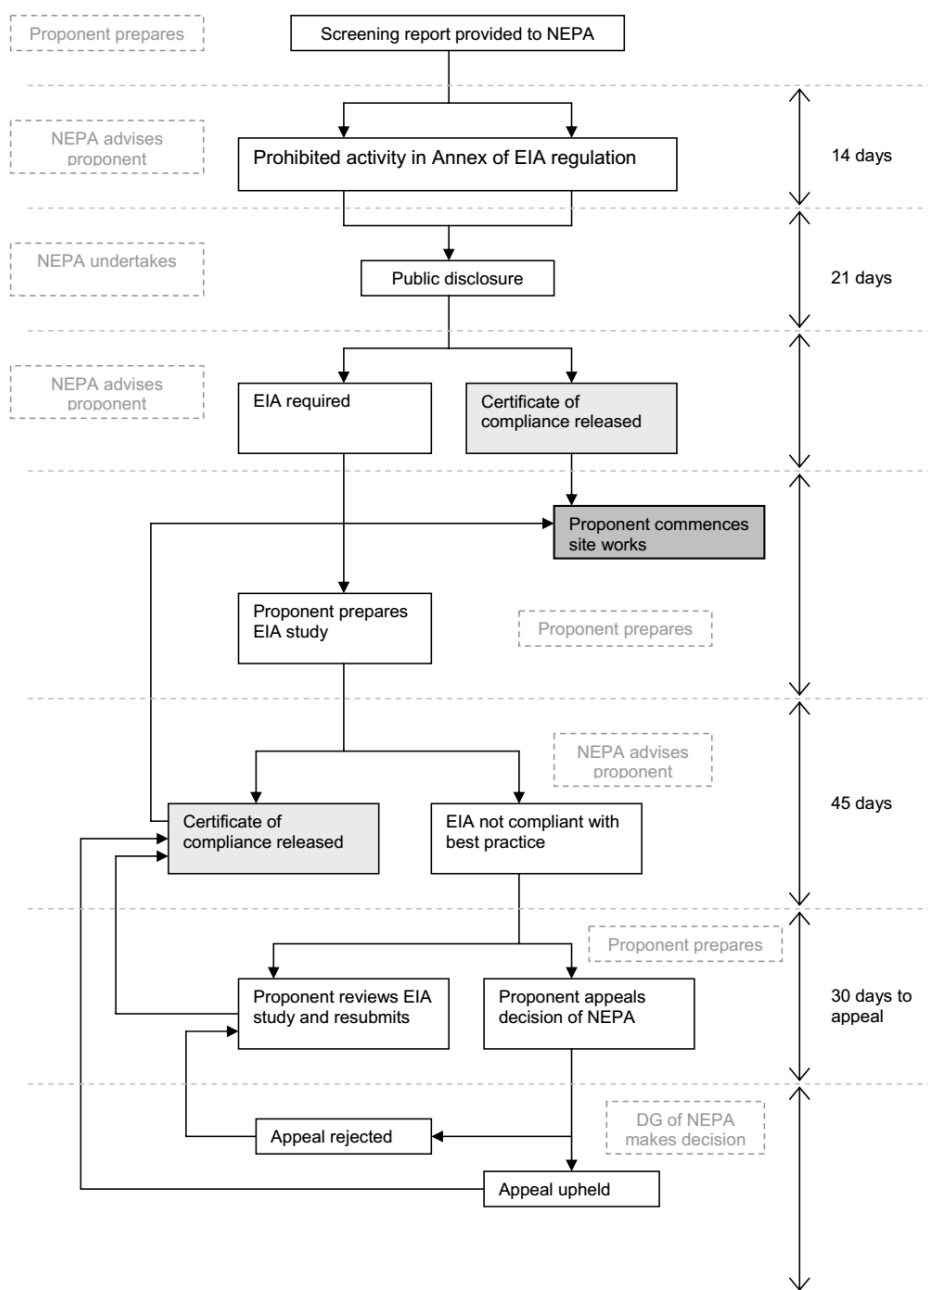 Proponent prepares
Screening report provided to NEPA
NEPA advises
proponent
Prohibited activity in Annex of EIA regulation
14 days
NEPA undertakes
Public disclosure
21 days
NEPA advises
proponent
EIA required
Certificate of
compliance released
Proponent commences
site works
Proponent prepares
EIA study
Proponent prepares
NEPA advises
proponent
Certificate of
compliance released
EIA not compliant with
best practice
45 days
Proponent prepares
Proponent reviews EIA
study and resubmits
Proponent appeals
decision of NEPA
30 days to
appeal
Appeal rejected
DG of NEPA
makes decision
Appeal upheld